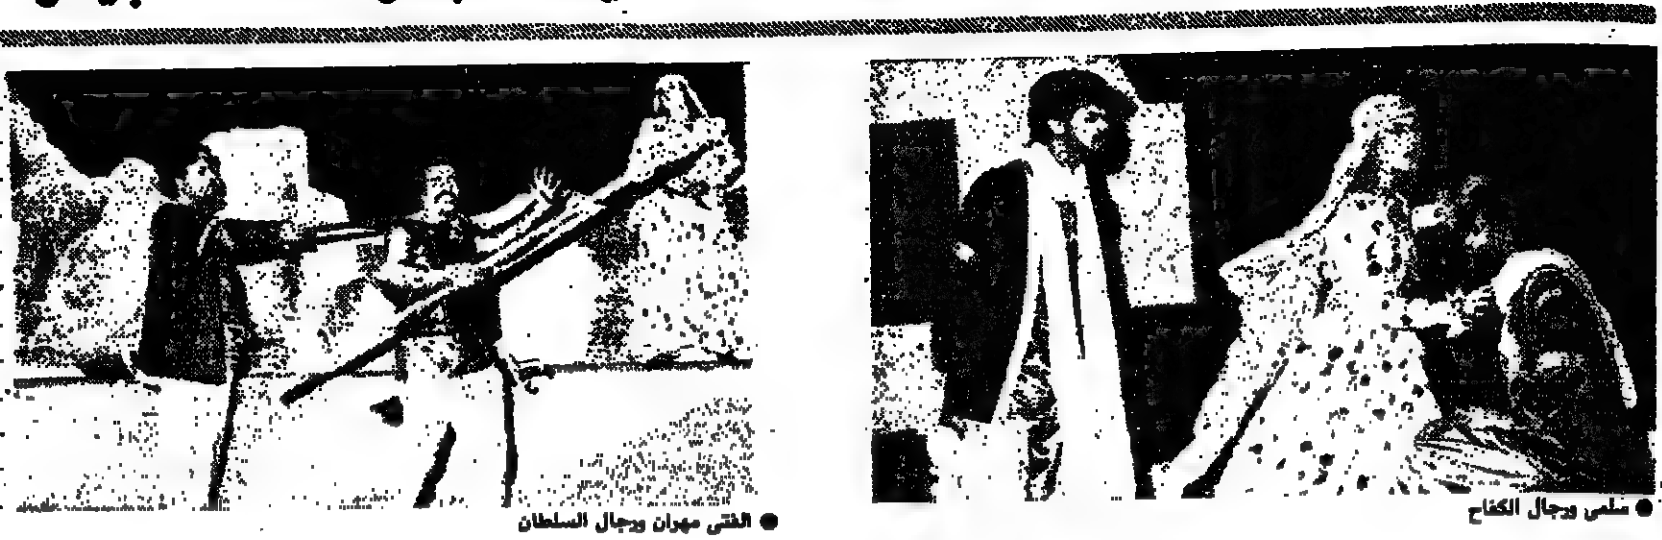 ● سلمى ورجال الكفاح
● الفتى مهران ورجال السلطان